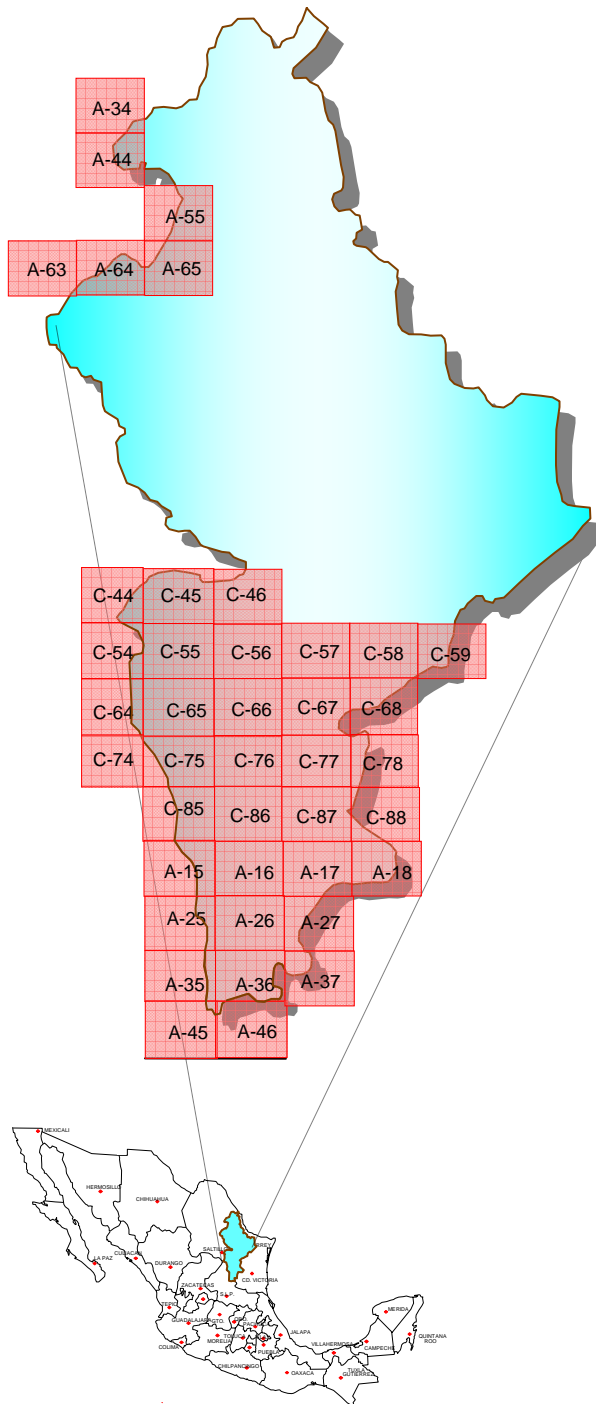 A-34
A-44
A-55
A-63 A-64 A-65
C-44 C-45 C-46
C-54 C-55 C-56 C-57 C-58 C-59
C-64 C-65 C-66 C-67 C-68
C-74 C-75 C-76 C-77 C-78
C-85 C-86 C-87 C-88
A-15 A-16 A-17 A-18
A-25 A-26 A-27
A-35 A-36 A-37
A-45 A-46
MEXICALI
HERMOSILLO
CHIHUAHUA
LA PAZ
CULIACAN
DURANGO
CD. VICTORIA
ZACATECAS
S.L.P.
TEPIC
GUADALAJARA
GTO.
COLIMA
MORELIA
TOLUCA
JALAPA
PUEBLA
CHILPANCINGO
OAXACA
VILLAHERMOSA
TUXLA
GUTIERREZ
CAMPECHE
MERIDA
QUINTANA
ROO